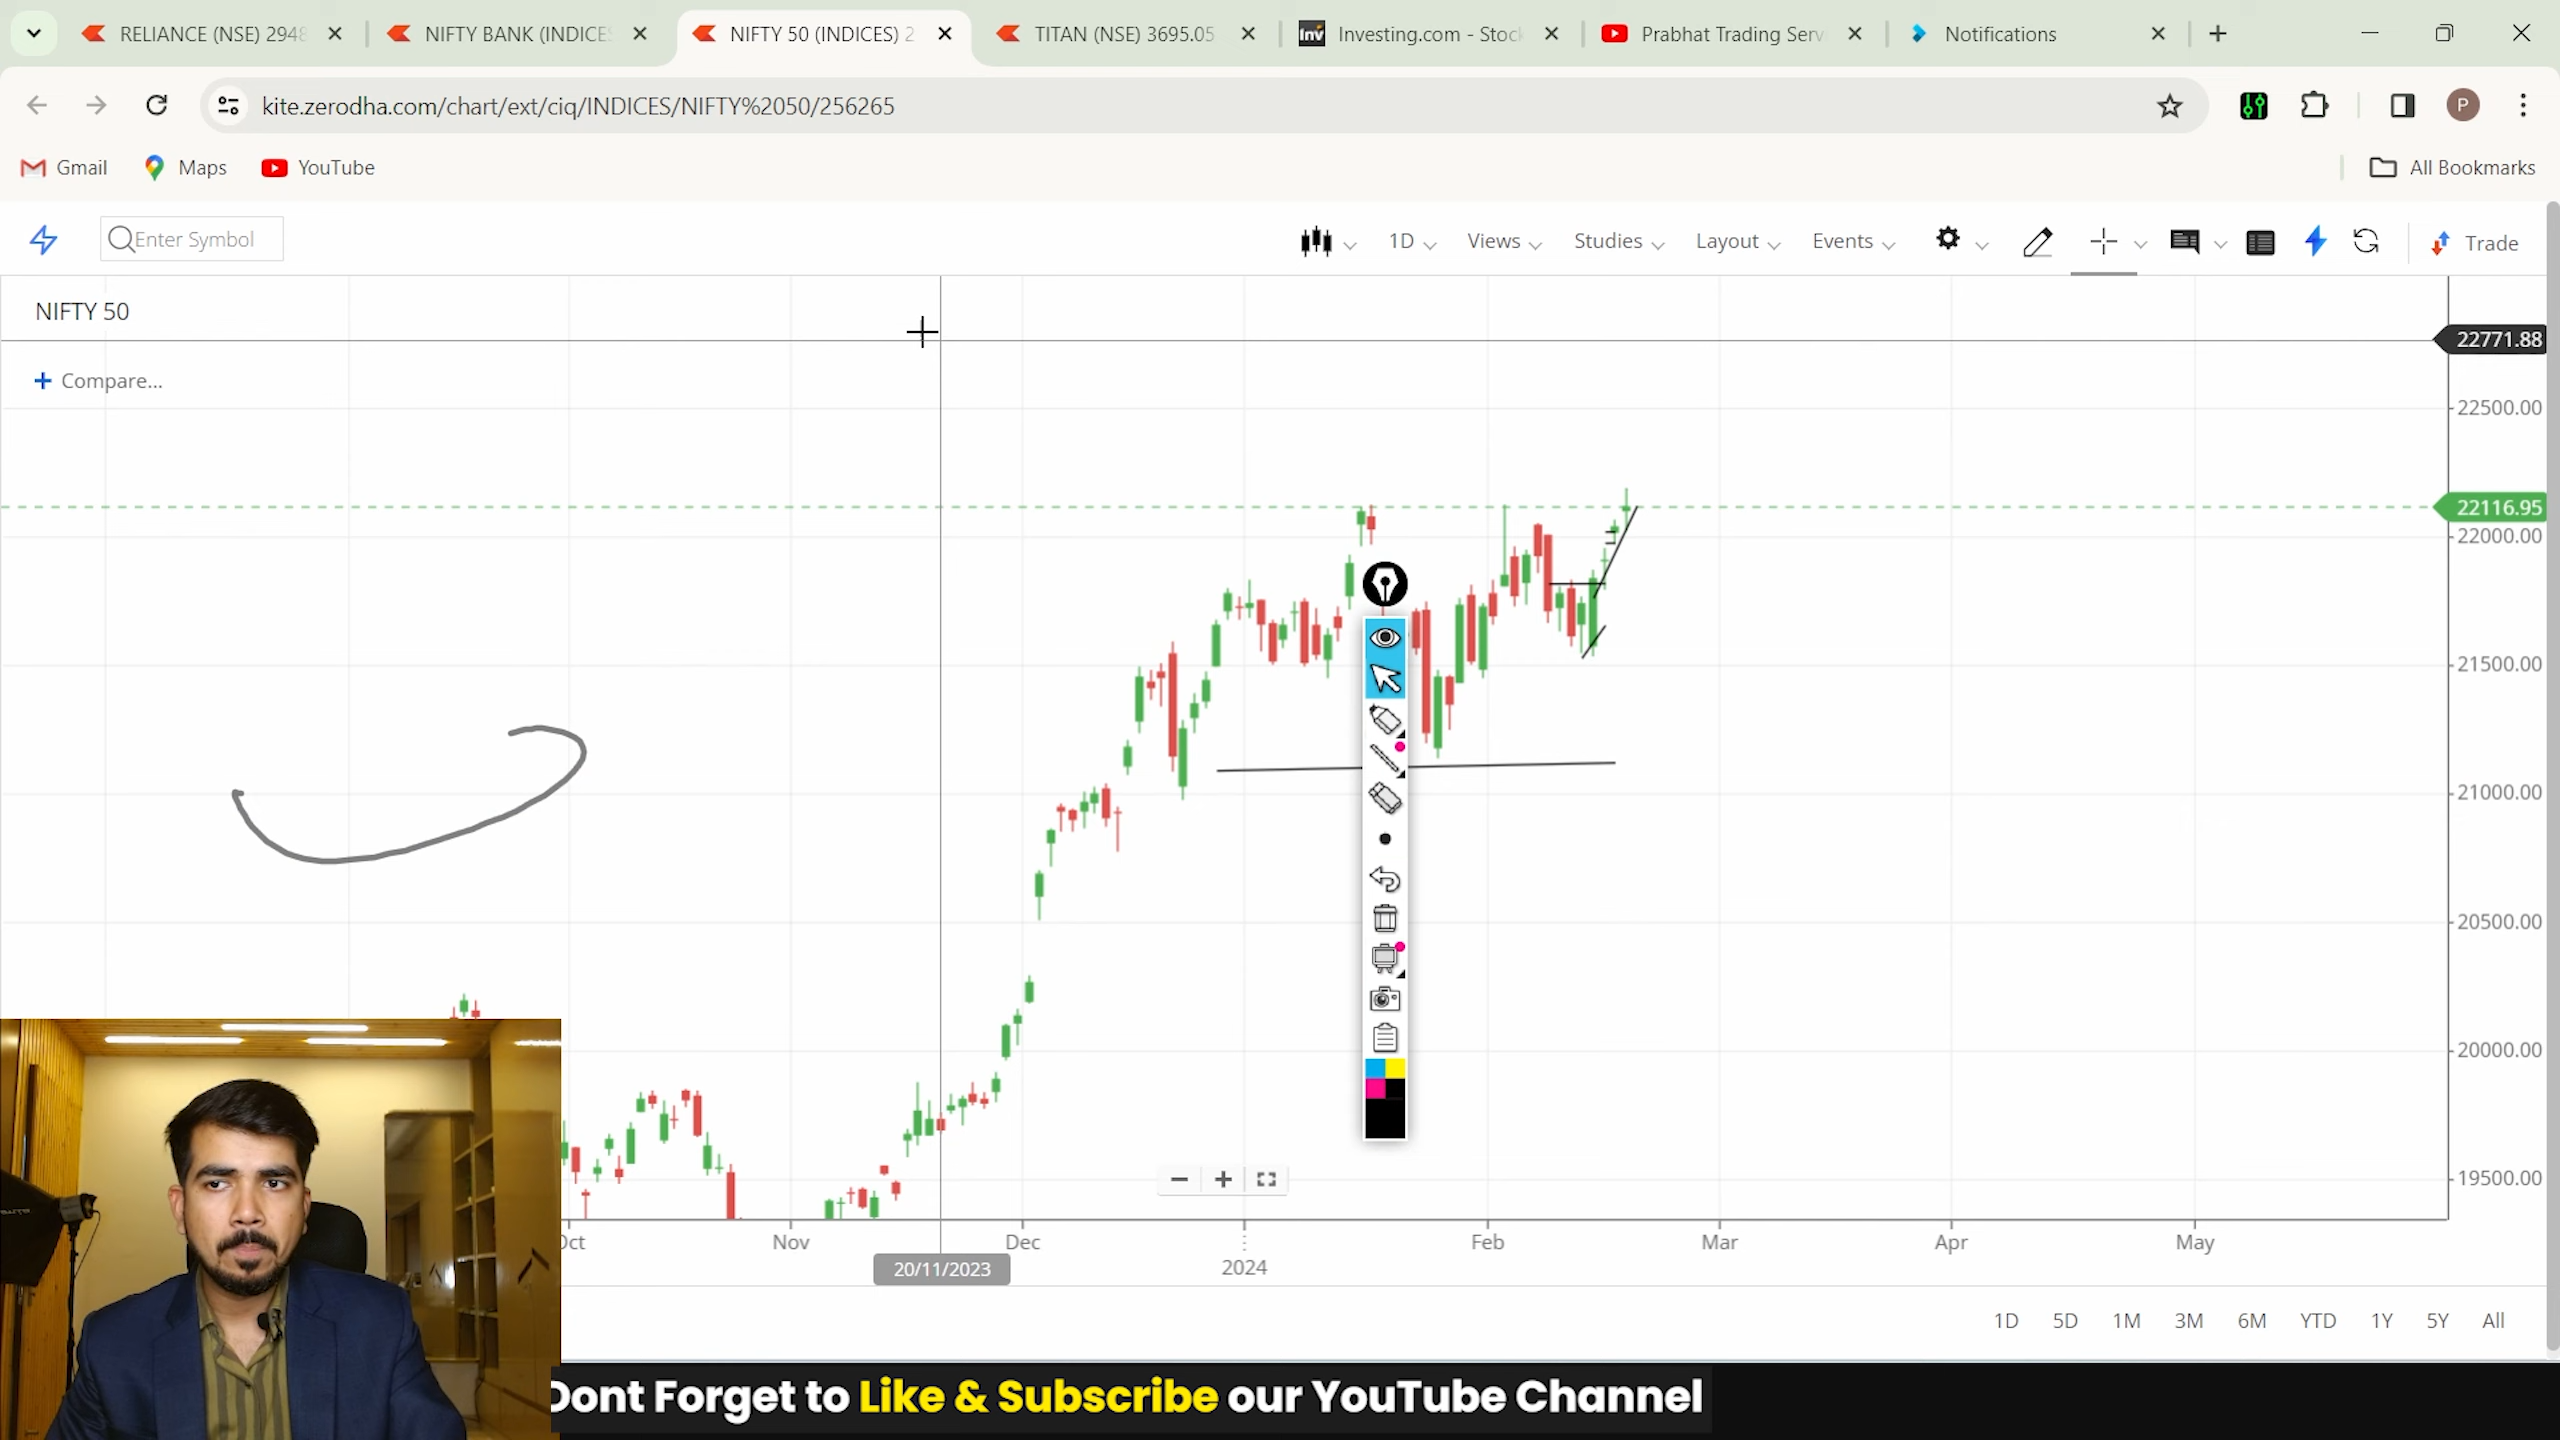 RELIANCE (NSE) 2948
NIFTY BANK (INDICES
NIFTY 50 (INDICES) 2
TITAN (NSE) 3695.05
Inv
Investing.com - Stoc
Prabhat Trading Serv
Notifications
kite.zerodha.com/chart/ext/ciq/INDICES/NIFTY%2050/256265
P
Gmail
Maps
YouTube
All Bookmarks
Enter Symbol
1D
Views
Studies
Layout
Events
Trade
NIFTY 50
Compare...
22771.88
22500.00
22116.95
22000.00
21500.00
21000.00
20500.00
20000.00
19500.00
Oct
Nov
Dec
2024
Feb
Mar
Apr
May
20/11/2023
1D 5D 1M 3M 6M YTD 1Y 5Y All
Dont Forget to Like & Subscribe our YouTube Channel